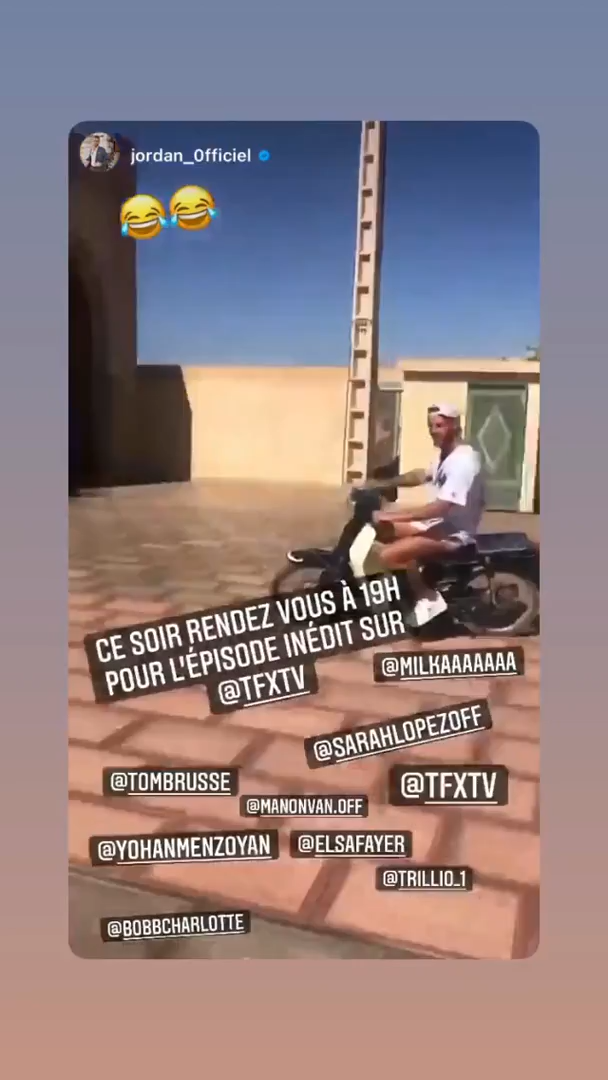 jordan_0fficiel
CE SOIR RENDEZ VOUS À 19H
POUR L'ÉPISODE INÉDIT SUR
@TFXTV
@MILKAAAAAAA
@SARAHLOPEZOFF
@TOMBRUSSE
@TFXTV
@MANONVAN.OFF
@YOHANMENZOYAN
@ELSAFAYER
@TRILLIO_1
@BOBBCHARLOTTE